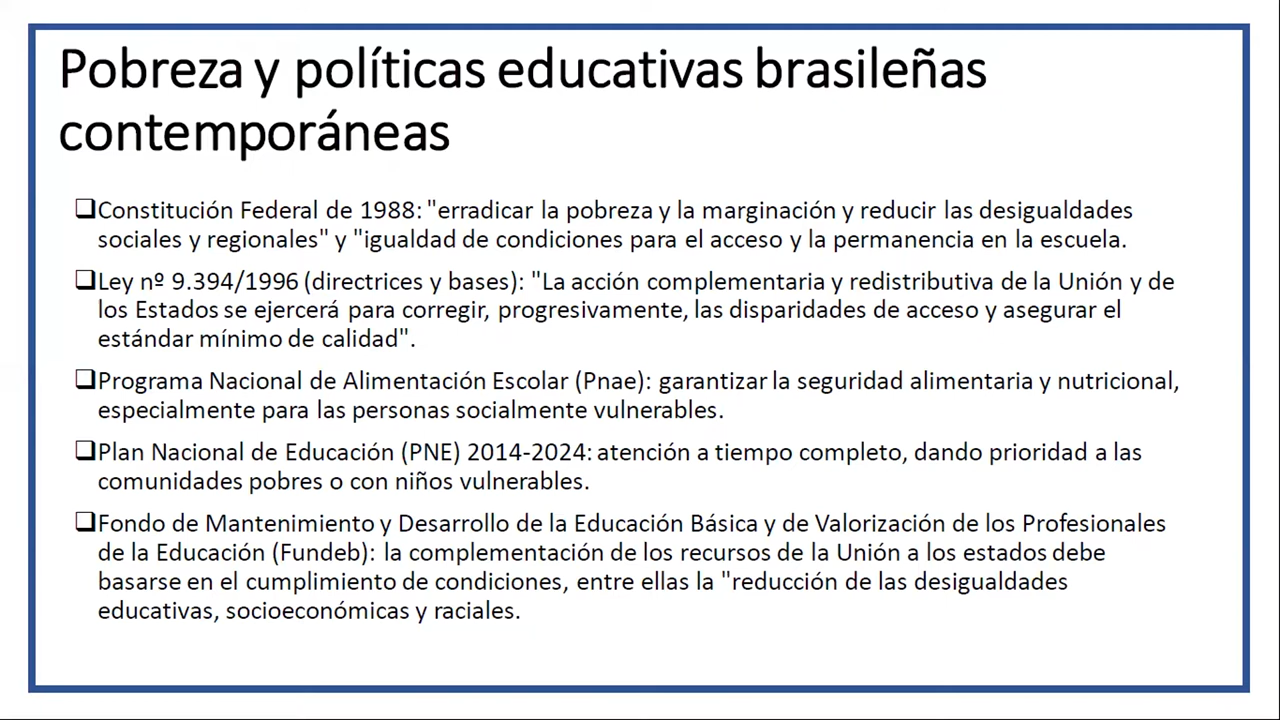 Pobreza y políticas educativas brasileñas
contemporáneas
❑Constitución Federal de 1988: "erradicar la pobreza y la marginación y reducir las desigualdades
sociales y regionales" y "igualdad de condiciones para el acceso y la permanencia en la escuela.
❑Ley nº 9.394/1996 (directrices y bases): "La acción complementaria y redistributiva de la Unión y de
los Estados se ejercerá para corregir, progresivamente, las disparidades de acceso y asegurar el
estándar mínimo de calidad".
❑Programa Nacional de Alimentación Escolar (Pnae): garantizar la seguridad alimentaria y nutricional,
especialmente para las personas socialmente vulnerables.
❑Plan Nacional de Educación (PNE) 2014-2024: atención a tiempo completo, dando prioridad a las
comunidades pobres o con niños vulnerables.
❑Fondo de Mantenimiento y Desarrollo de la Educación Básica y de Valorización de los Profesionales
de la Educación (Fundeb): la complementación de los recursos de la Unión a los estados debe
basarse en el cumplimiento de condiciones, entre ellas la "reducción de las desigualdades
educativas, socioeconómicas y raciales.